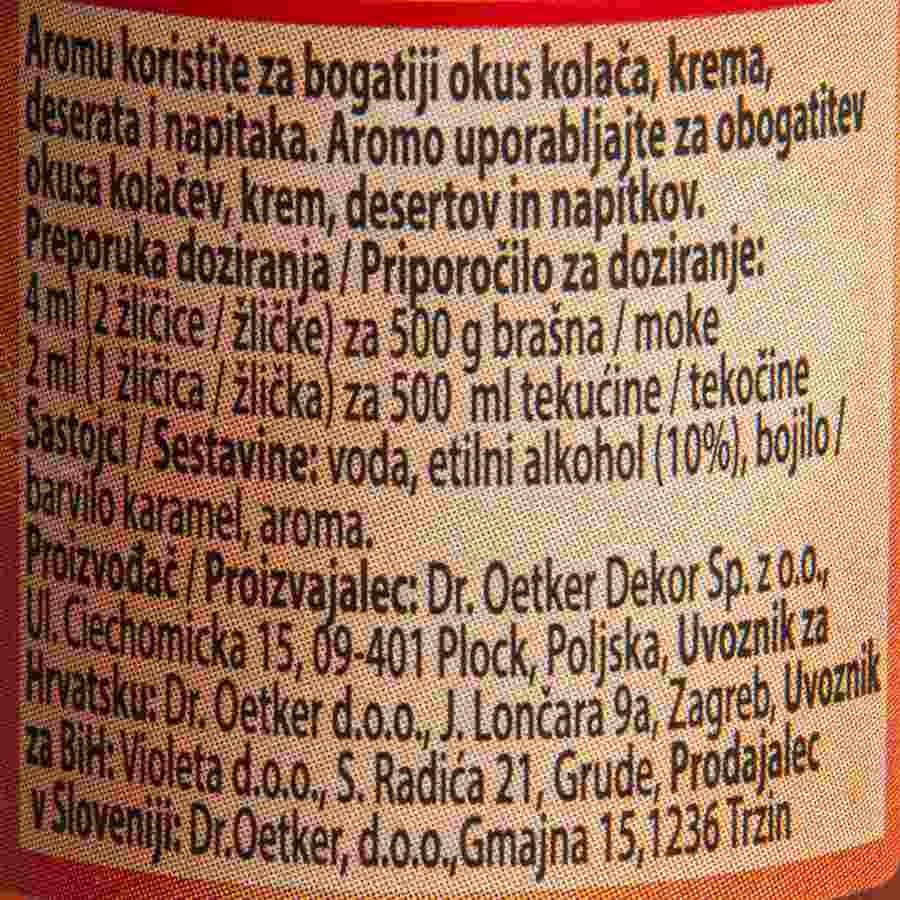 Aromu koristite za bogatiji okus kolača, krema,
deserata i napitaka. Aromo uporabljajte za obogatitev
okusa kolačev, krem, desertov in napitkov.
Preporuka doziranja / Priporočilo za doziranje:
4 ml (2 žličice / žličke) za 500 g brašna / moke
2 ml (1 žličica / žlička) za 500 ml tekućine / tekočine
Sastojci / Sestavine: voda, etilni alkohol (10%), bojilo /
barvilo karamel, aroma.
Proizvođač / Proizvajalec: Dr. Oetker Dekor Sp. z o.o.,
Ul. Ciechomicka 15, 09-401 Plock, Poljska, Uvoznik za
Hrvatsku: Dr. Oetker d.o.o., J. Lončara 9a, Zagreb, Uvoznik
za BiH: Violeta d.o.o., S. Radića 21, Grude, Prodajalec
v Sloveniji: Dr.Oetker, d.o.o.,Gmajna 15,1236 Trzin